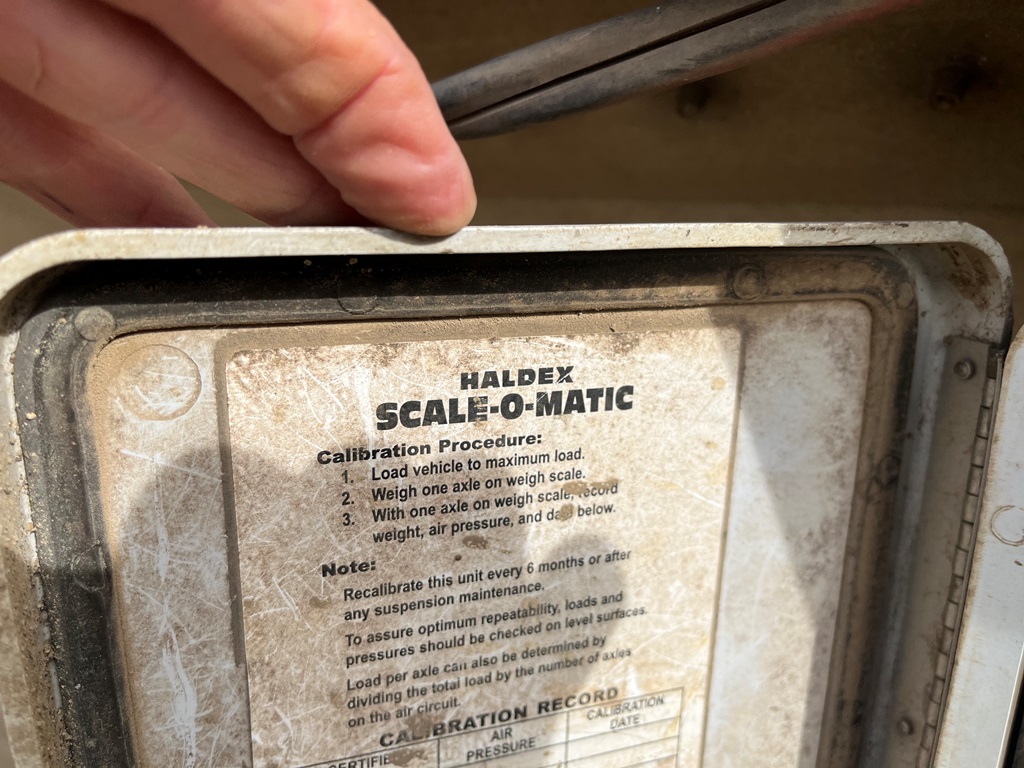 HALDEX
SCALE-O-MATIC
Calibration Procedure:
1. Load vehicle to maximum load.
2. Weigh one axle on weigh scale.
3. With one axle on weigh scale, record
weight, air pressure, and below.
Note:
Recalibrate this unit every 6 months or after
any suspension maintenance.
To assure optimum repeatability, loads and
pressures should be checked on level surfaces.
Load per axle can also be determined by
dividing the total load by the number of axles
on the air circuit.
CALIBRATION RECORD
AIR
PRESSURE
CALIBRATION
DATE